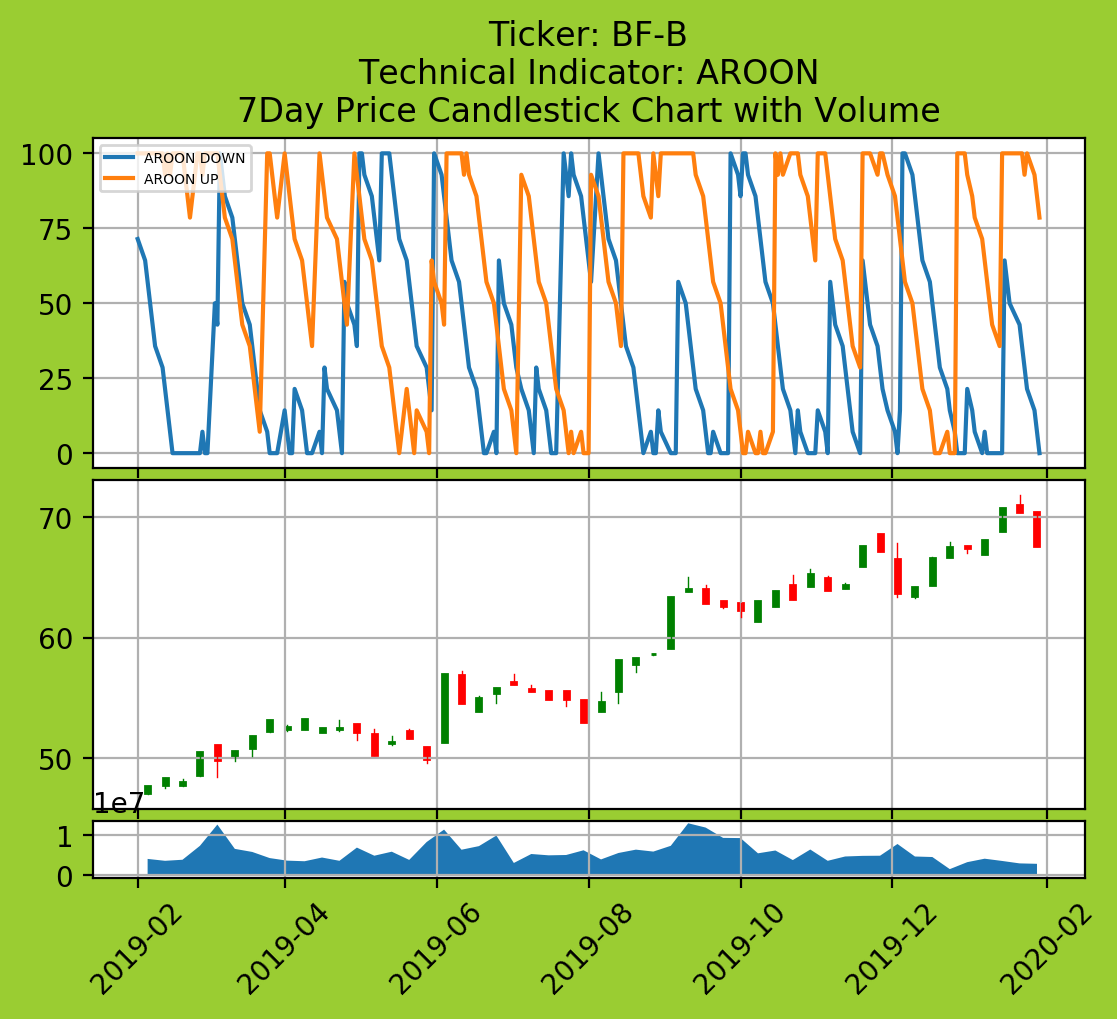 Ticker: BF-B
Technical Indicator: AROON
7Day Price Candlestick Chart with Volume
100
75
50
25
0
AROON DOWN
AROON UP
70
60
50
1e7
1
0
2019-02
2019-04
2019-06
2019-08
2019-10
2019-12
2020-02